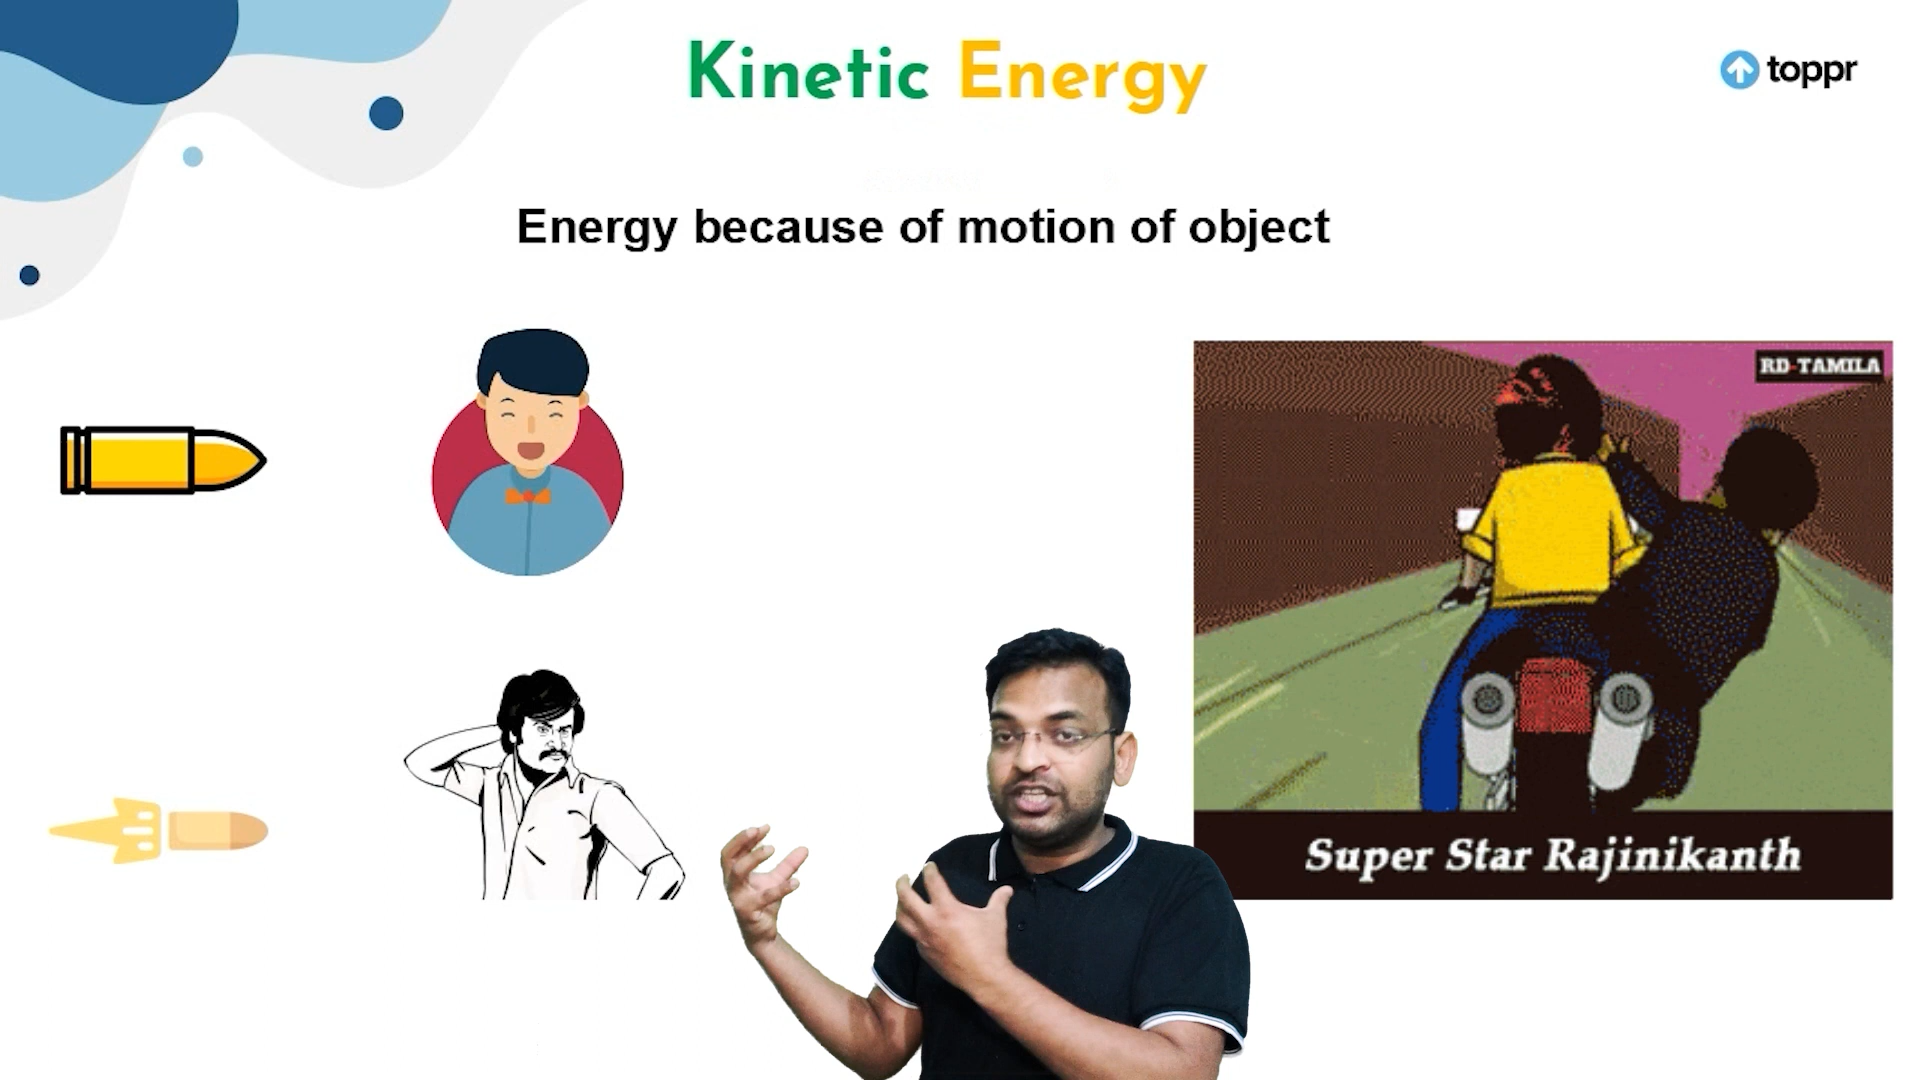 Kinetic Energy
toppr
Energy because of motion of object
RD-TAMILA
Super Star Rajinikanth